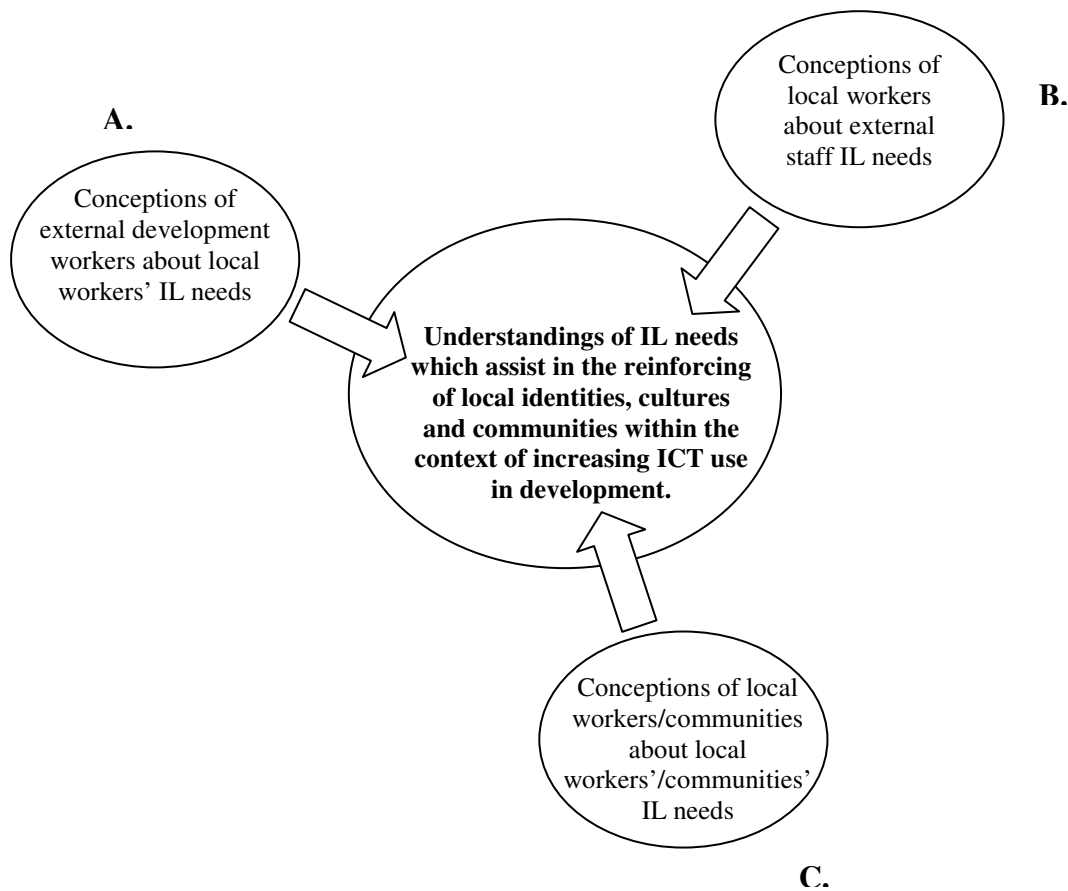 A.
Conceptions of
external development
workers about local
workers’ IL needs
Conceptions of
local workers
about external
staff IL needs
B.
Understandings of IL needs
which assist in the reinforcing
of local identities, cultures
and communities within the
context of increasing ICT use
in development.
Conceptions of local
workers/communities
about local
workers’/communities’
IL needs
C.